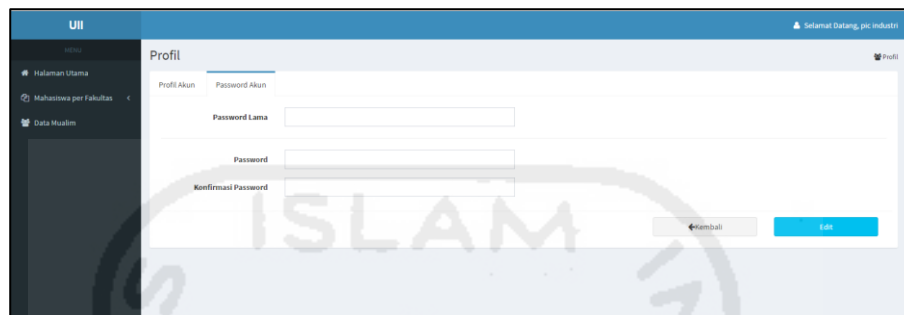 UII
Selamat Datang, pic industri
MENU
Profil
Profil
Halaman Utama
Profil Akun
Password Akun
Mahasiswa per Fakultas
Data Mualim
Password Lama
Password
Konfirmasi Password
ISLAM
Kembali
Edit